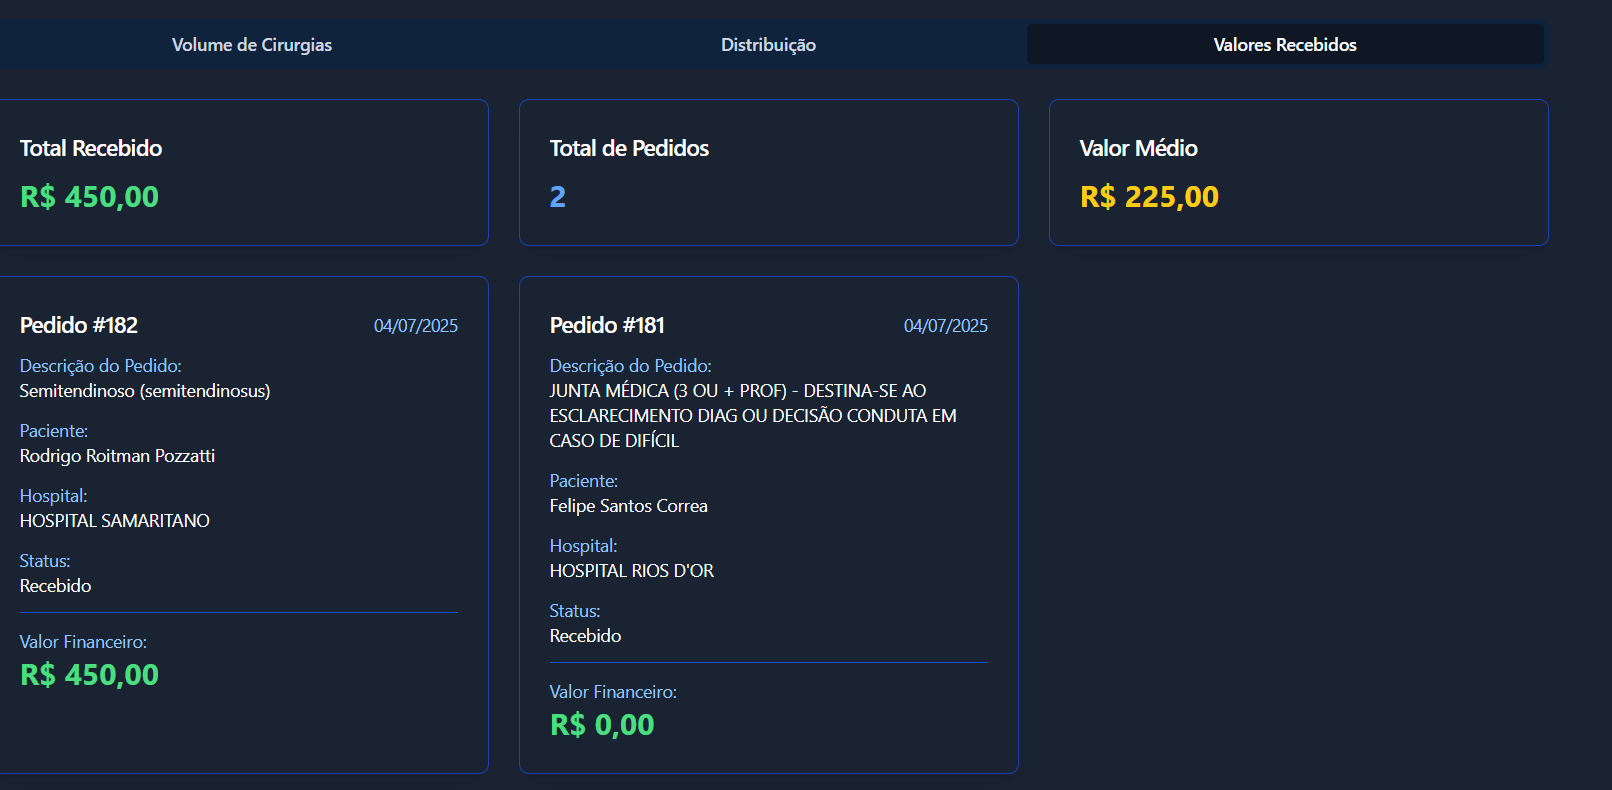 Volume de Cirurgias
Distribuição
Valores Recebidos
Total Recebido
R$ 450,00
Total de Pedidos
2
Valor Médio
R$ 225,00
Pedido #182
04/07/2025
Descrição do Pedido:
Semitendinoso (semitendinosus)
Paciente:
Rodrigo Roitman Pozzatti
Hospital:
HOSPITAL SAMARITANO
Status:
Recebido
Valor Financeiro:
R$ 450,00
Pedido #181
04/07/2025
Descrição do Pedido:
JUNTA MÉDICA (3 OU + PROF) - DESTINA-SE AO
ESCLARECIMENTO DIAG OU DECISÃO CONDUTA EM
CASO DE DIFÍCIL
Paciente:
Felipe Santos Correa
Hospital:
HOSPITAL RIOS D'OR
Status:
Recebido
Valor Financeiro:
R$ 0,00